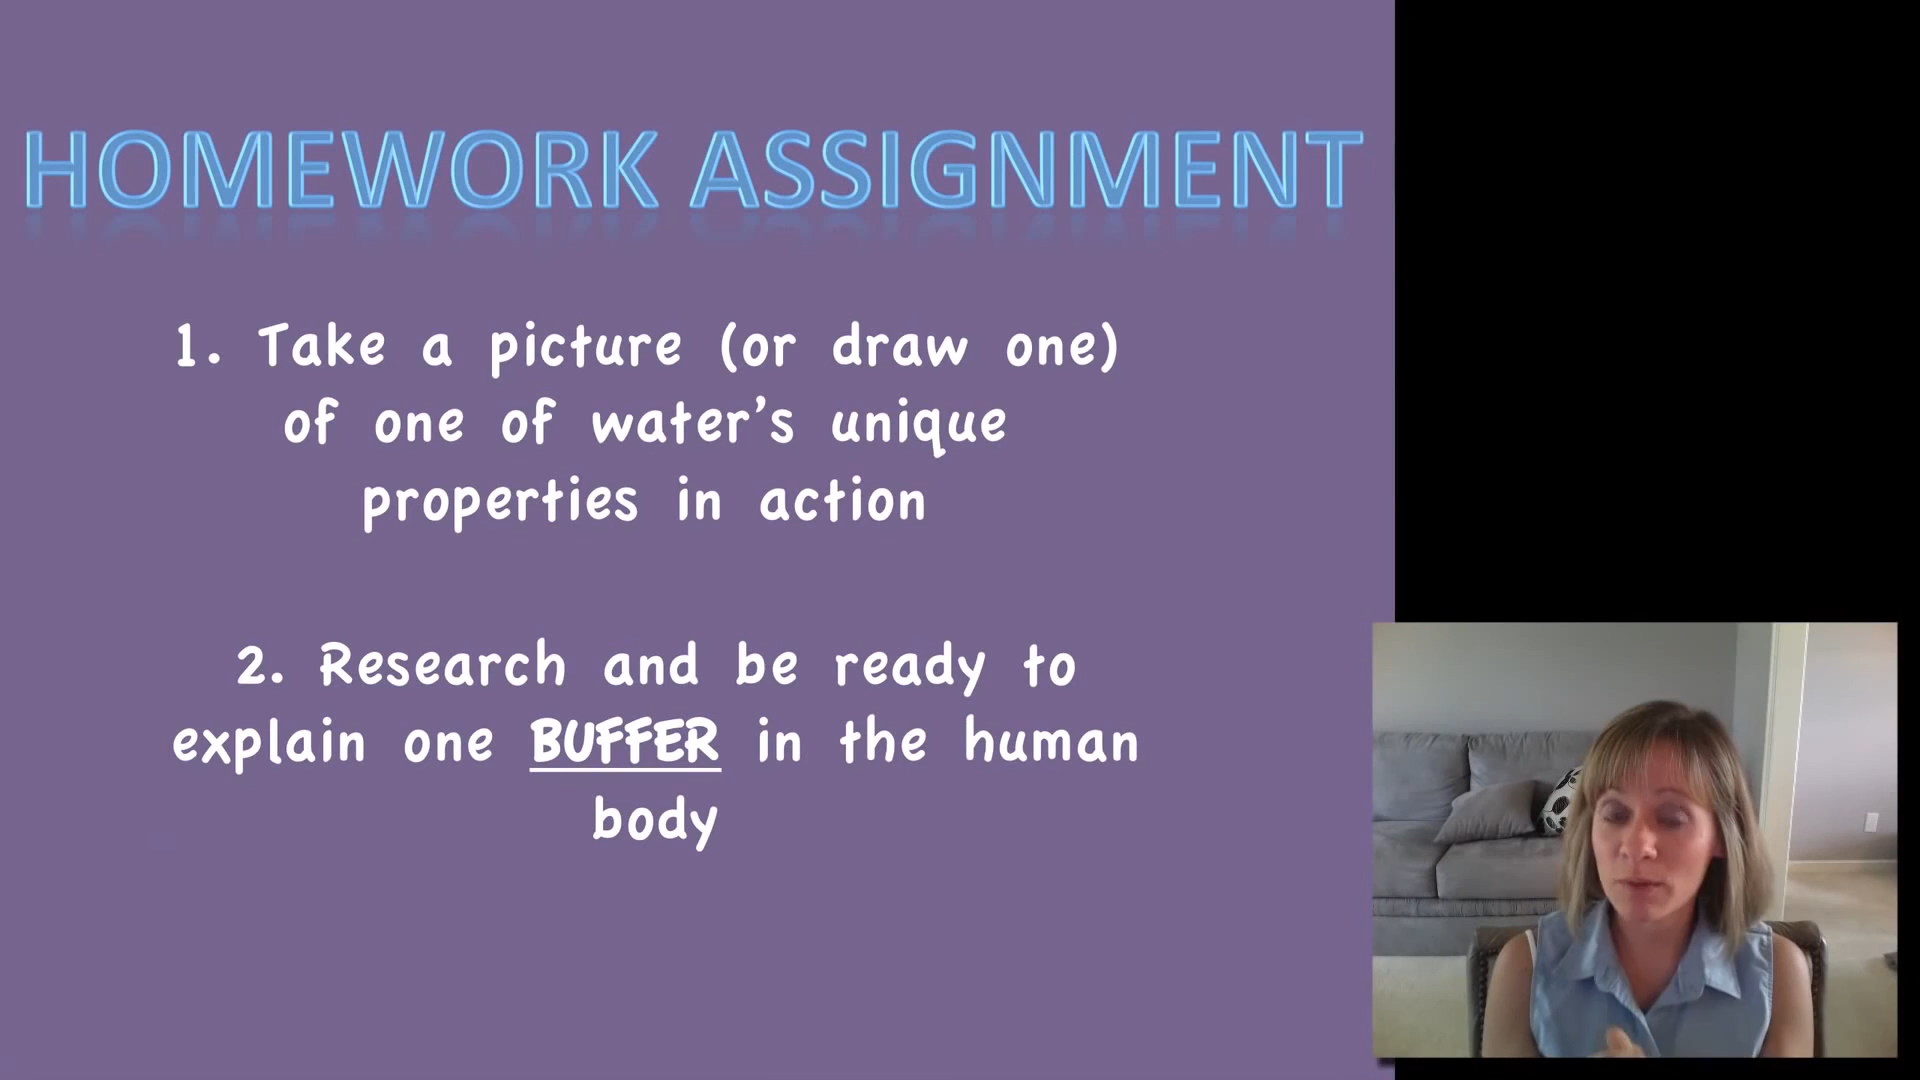 HOMEWORK ASSIGNMENT
1. Take a picture (or draw one)
of one of water's unique
properties in action
2. Research and be ready to
explain one BUFFER in the human
body